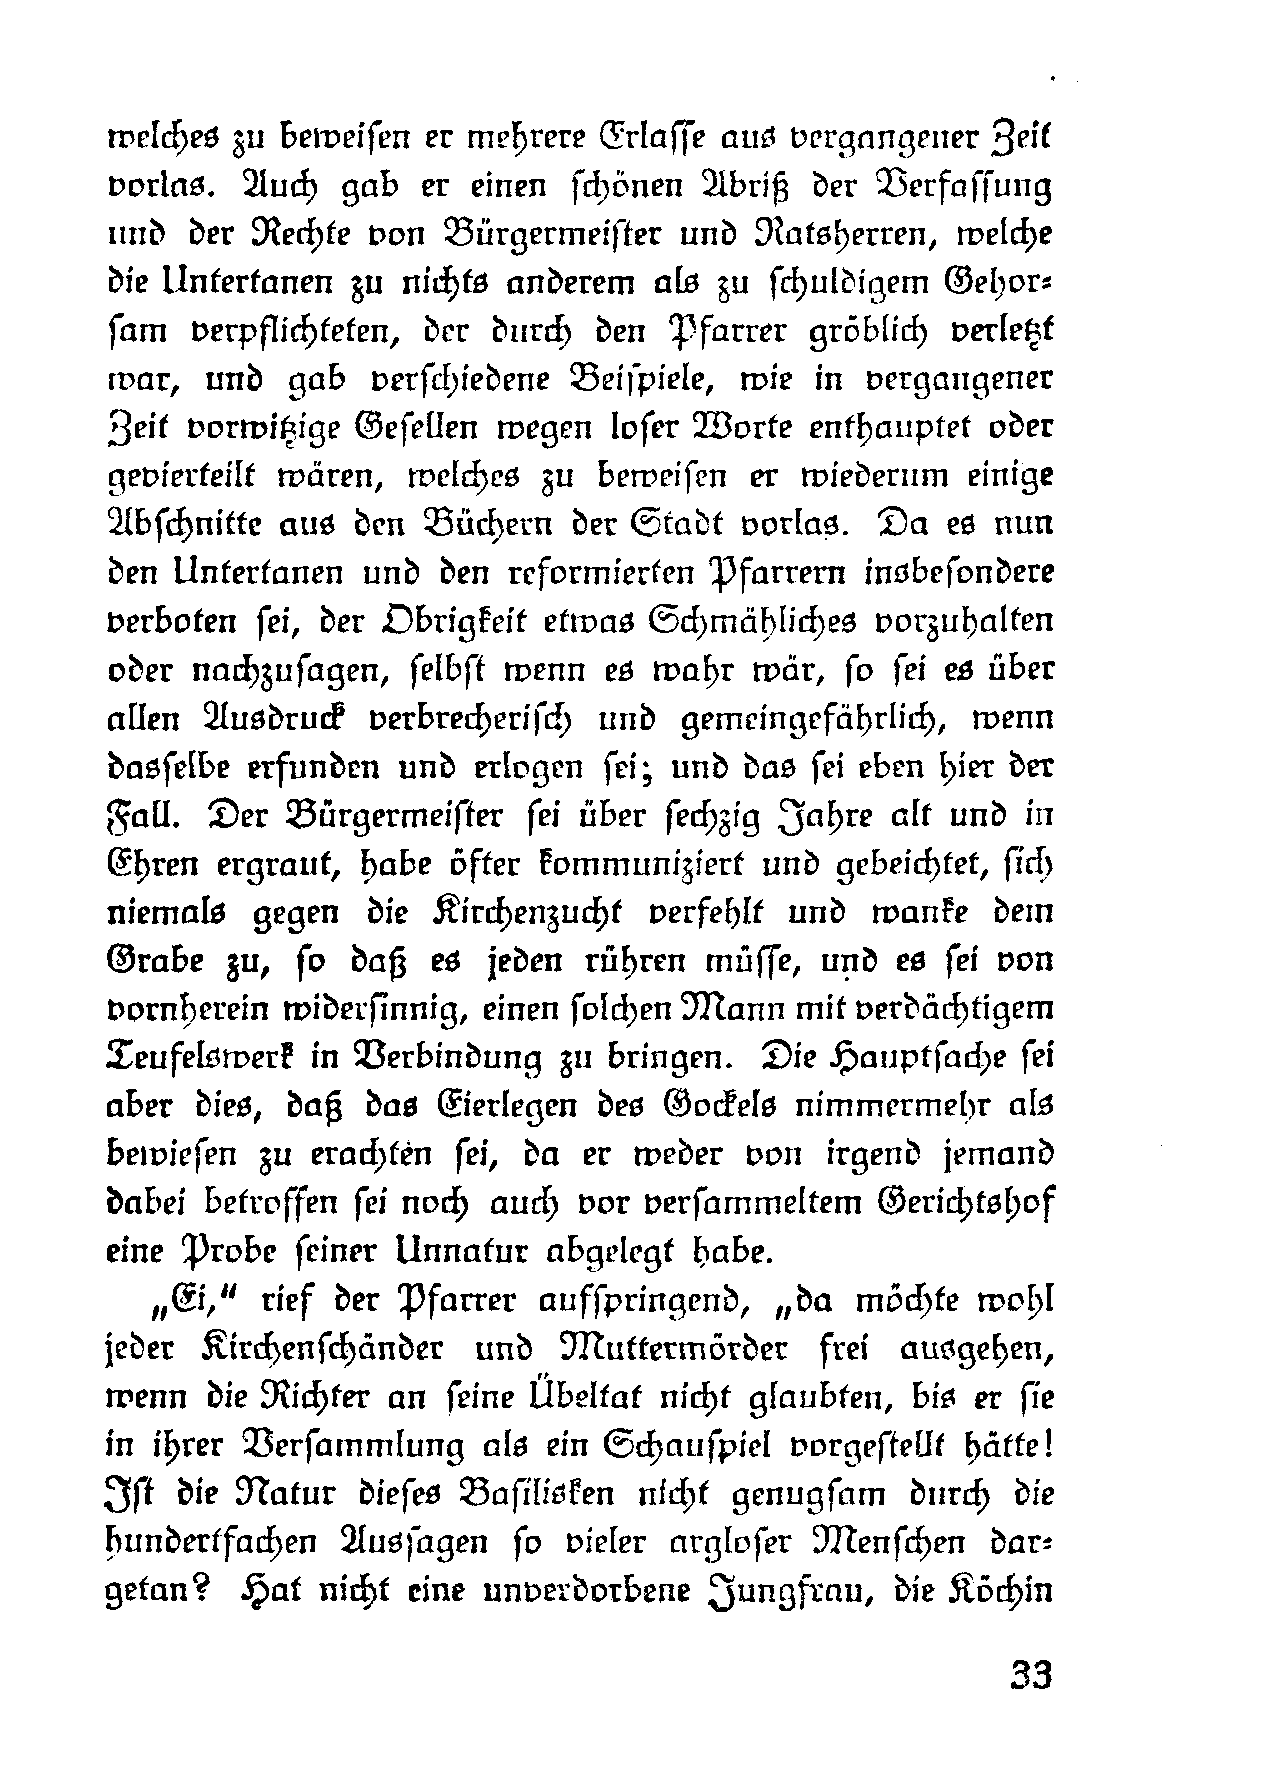 welches zu beweisen er mehrere Erlasse aus vergangener Zeit
vorlas. Auch gab er einen schönen Abriß der Verfassung
und der Rechte von Bürgermeister und Ratsherren, welche
die Untertanen zu nichts anderem als zu schuldigem Gehor-
sam verpflichteten, der durch den Pfarrer gröblich verletzt
war, und gab verschiedene Beispiele, wie in vergangener
Zeit vorwitzige Gesellen wegen loser Worte enthauptet oder
gevierteilt wären, welches zu beweisen er wiederum einige
Abschnitte aus den Büchern der Stadt vorlas. Da es nun
den Untertanen und den reformierten Pfarrern insbesondere
verboten sei, der Obrigkeit etwas Schmähliches vorzuhalten
oder nachzusagen, selbst wenn es wahr wär, so sei es über
allen Ausdruck verbrecherisch und gemeingefährlich, wenn
dasselbe erfunden und erlogen sei; und das sei eben hier der
Fall. Der Bürgermeister sei über sechzig Jahre alt und in
Ehren ergraut, habe öfter kommuniziert und gebeichtet, sich
niemals gegen die Kirchenzucht verfehlt und wanke dem
Grabe zu, so daß es jeden rühren müsse, und es sei von
vornherein widersinnig, einen solchen Mann mit verdächtigem
Teufelswerk in Verbindung zu bringen. Die Hauptsache sei
aber dies, daß das Eierlegen des Gockels nimmermehr als
bewiesen zu erachten sei, da er weder von irgend jemand
dabei betroffen sei noch auch vor versammeltem Gerichtshof
eine Probe seiner Unnatur abgelegt habe.
„Ei,“ rief der Pfarrer aufspringend, „da möchte wohl
jeder Kirchenschänder und Muttermörder frei ausgehen,
wenn die Richter an seine Übeltat nicht glaubten, bis er sie
in ihrer Versammlung als ein Schauspiel vorgestellt hätte!
Ist die Natur dieses Basilisken nicht genugsam durch die
hundertfachen Aussagen so vieler argloser Menschen dar-
getan? Hat nicht eine unverdorbene Jungfrau, die Köchin
33